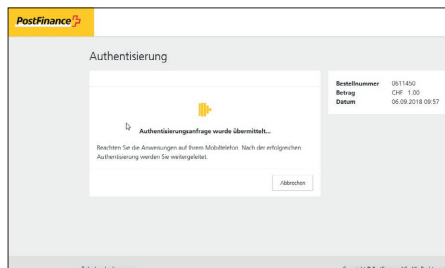 PostFinance
Authentisierung
Bestellnummer 0611450
Betrag CHF 1.00
Datum 06.09.2018 09:57
Authentisierungsanfrage wurde übermittelt...
Beachten Sie die Anweisungen auf Ihrem Mobiltelefon. Nach der erfolgreichen
Authentisierung werden Sie weitergeleitet.
Abbrechen